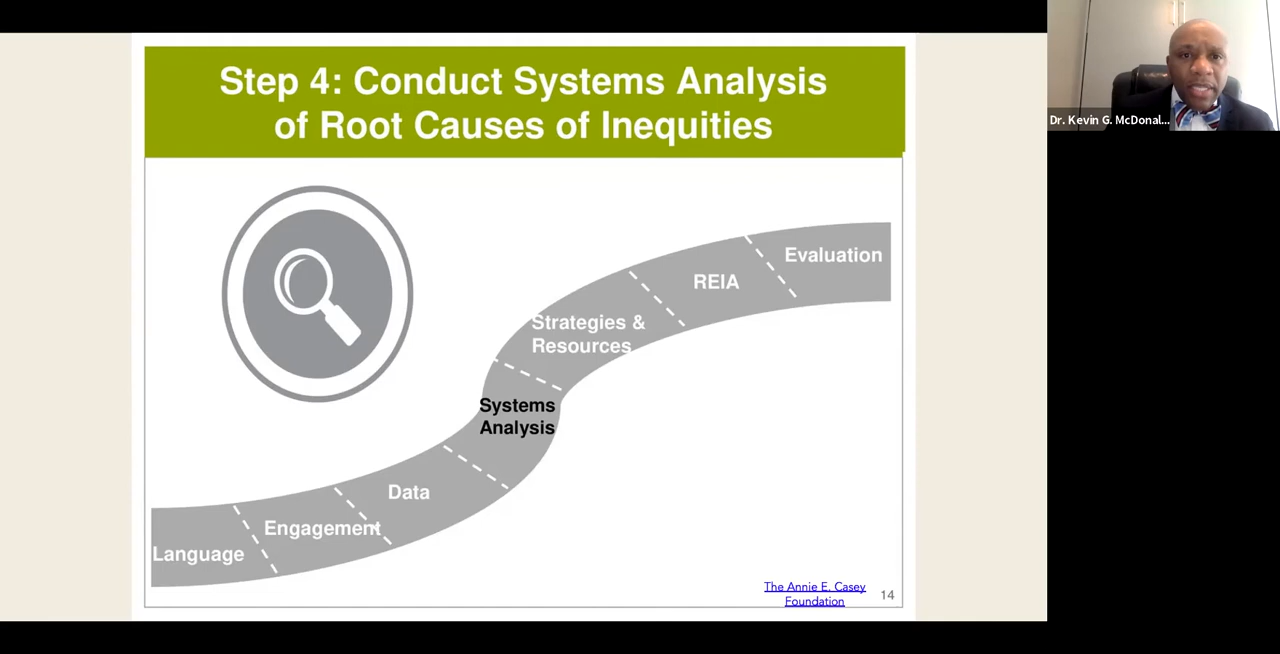 Step 4: Conduct Systems Analysis
of Root Causes of Inequities
Dr. Kevin G. McDonal...
Evaluation
REIA
Strategies &
Resources
Systems
Analysis
Data
Engagement
Language
The Annie E. Casey
Foundation
14